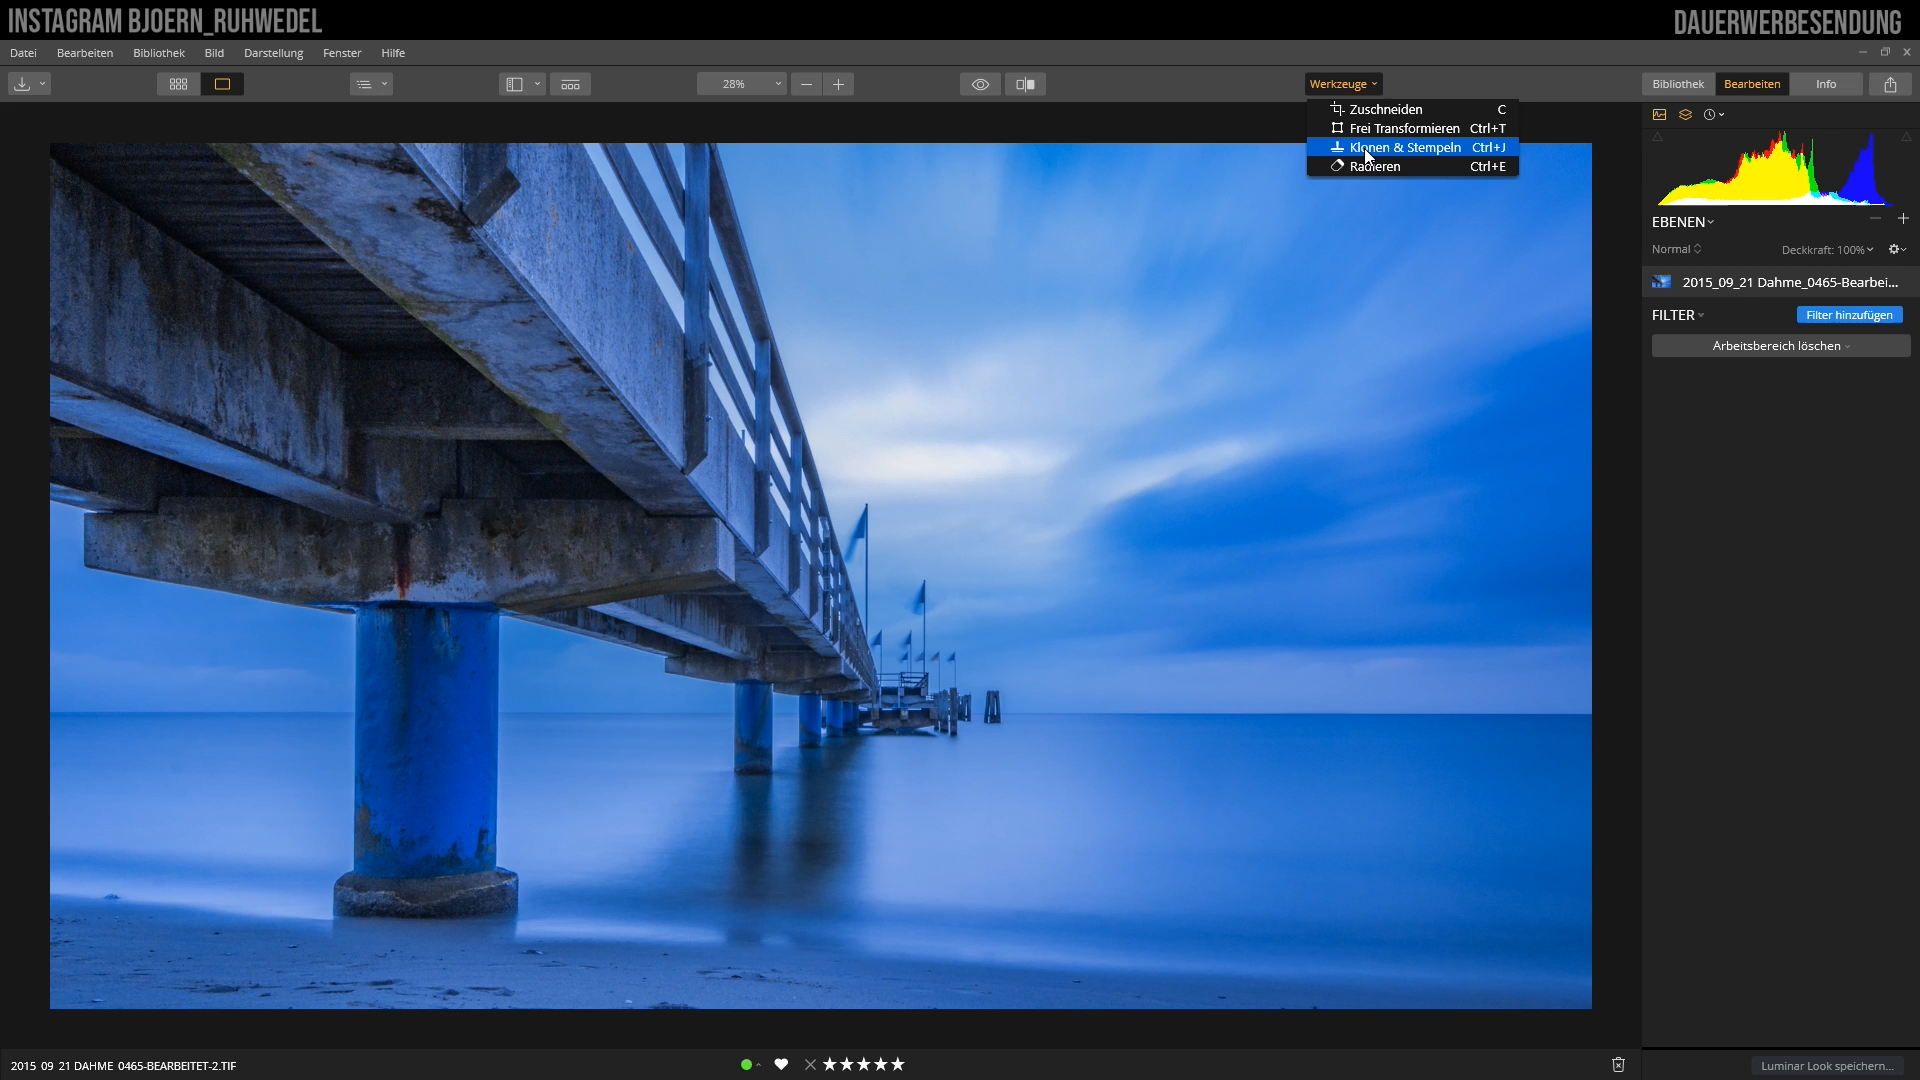 INSTAGRAM BJOERN_RUHWEDEL
DAUERWERBESENDUNG
Datei Bearbeiten Bibliothek Bild Darstellung Fenster Hilfe
28%
Werkzeuge
Bibliothek Bearbeiten Info
Zuschneiden C
Frei Transformieren Ctrl+T
Klonen & Stempeln Ctrl+J
Radieren Ctrl+E
EBENEN
Normal Deckkraft: 100%
2015_09_21 Dahme_0465-Bearbei...
FILTER Filter hinzufügen
Arbeitsbereich löschen
2015 09 21 DAHME 0465-BEARBEITET-2.TIF
Luminar Look speichern...